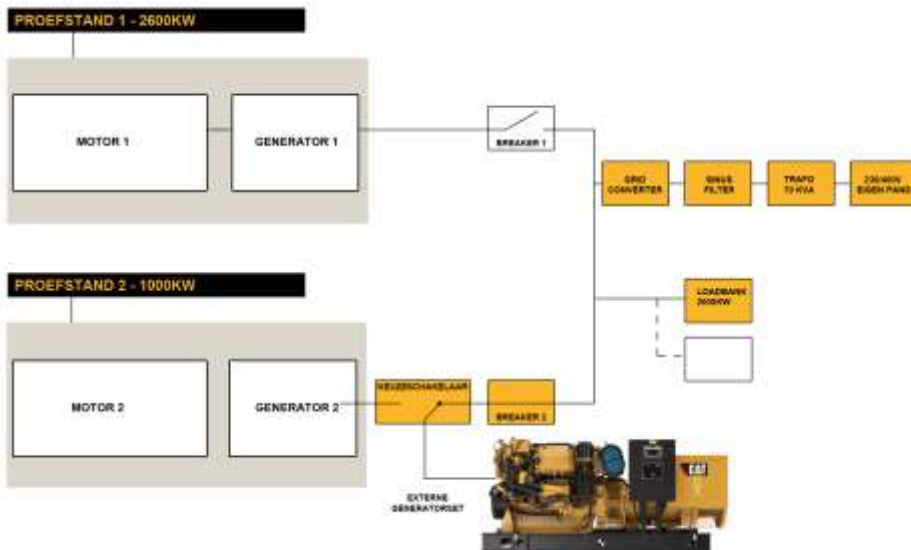 PROEFSTAND 1 - 2600KW
MOTOR 1
GENERATOR 1
BREAKER 1
GRID
CONVERTER
SINUS
FILTER
TRAFO
70 KVA
230/400V
EIGEN PAND
PROEFSTAND 2 - 1000KW
LOADBANK
2600KW
MOTOR 2
GENERATOR 2
KEUZESCHAKELAAR
BREAKER 2
EXTERNE
GENERATORSET
CAT